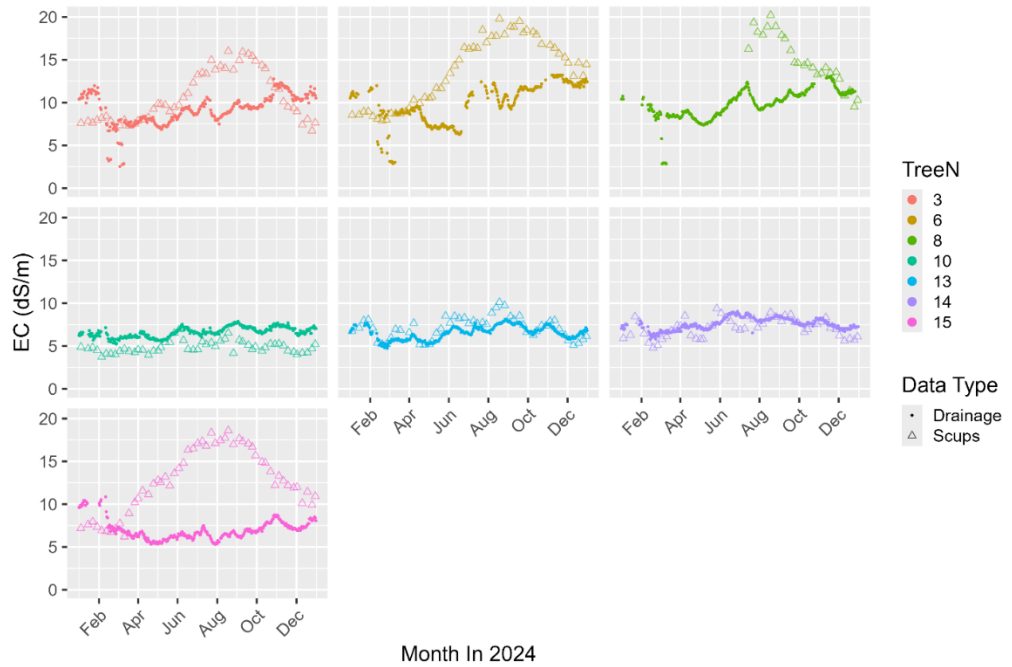 20
15
10
5
0
20
15
10
5
0
EC (dS/m)
Feb Apr Jun Aug Oct Dec
Feb Apr Jun Aug Oct Dec
20
15
10
5
0
Feb Apr Jun Aug Oct Dec
Month In 2024
TreeN
3
6
8
10
13
14
15
Data Type
Drainage
Scups